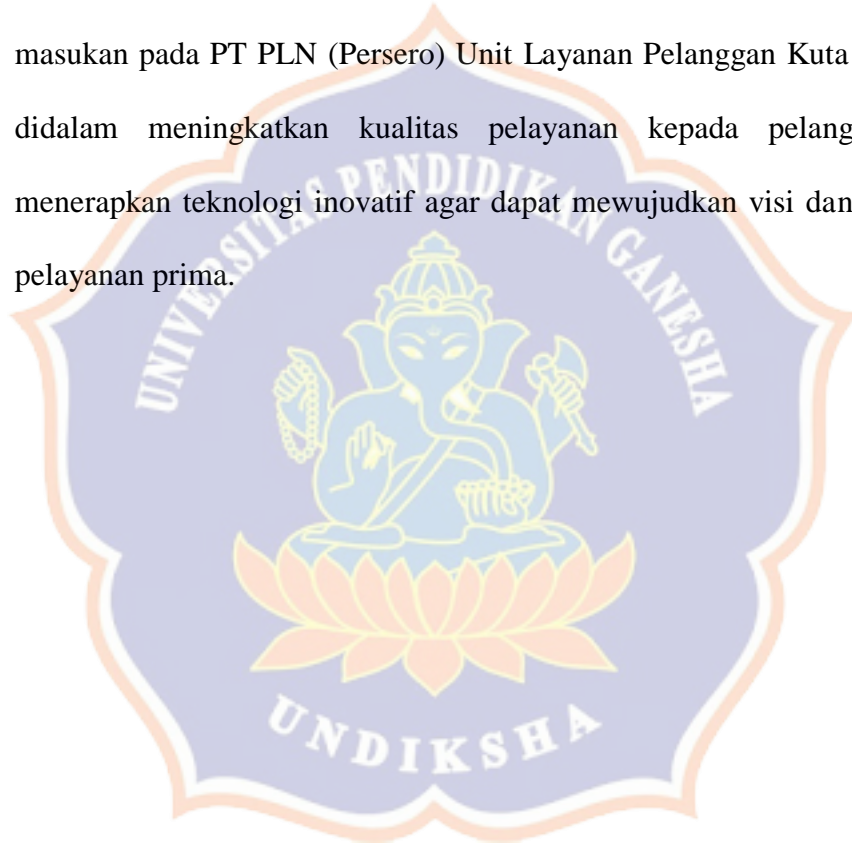 masukan pada PT PLN (Persero) Unit Layanan Pelanggan Kuta
didalam meningkatkan kualitas pelayanan kepada pelang
menerapkan teknologi inovatif agar dapat mewujudkan visi dan
pelayanan prima.
UNIVERSITAS PENDIDIKAN GANESHA
UNDIKSHA